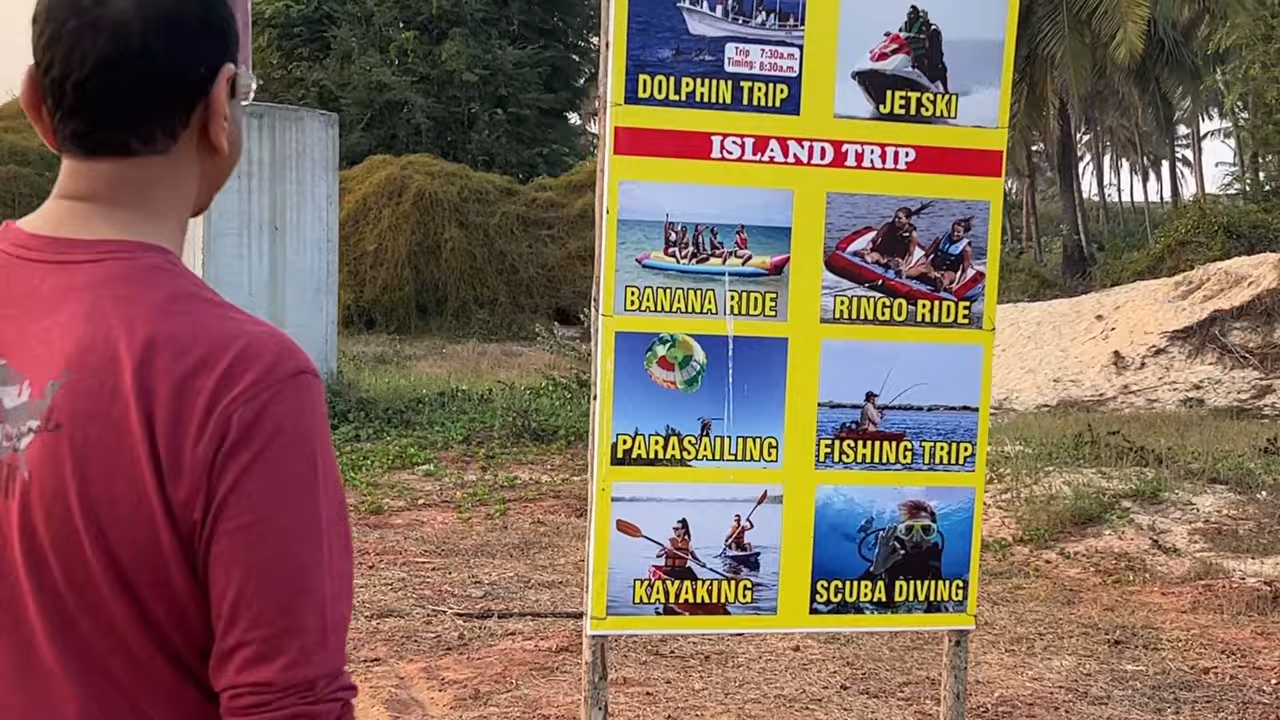 Trip 7:30a.m.
Timing: 8:30a.m.
DOLPHIN TRIP
JETSKI
ISLAND TRIP
BANANA RIDE
RINGO RIDE
PARASAILING
FISHING TRIP
KAYAKING
SCUBA DIVING